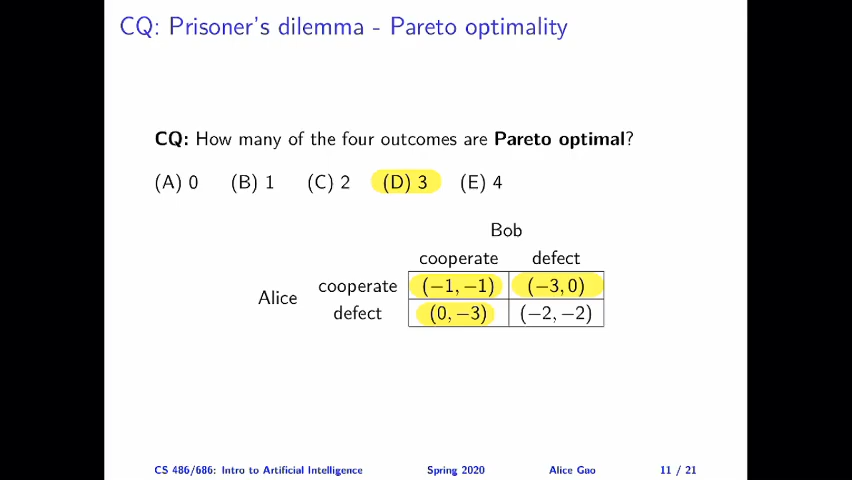 CQ: Prisoner's dilemma - Pareto optimality
CQ: How many of the four outcomes are Pareto optimal?
(A) 0 (B) 1 (C) 2 (D) 3 (E) 4
Bob
cooperate defect
Alice
cooperate (−1, −1) (−3, 0)
defect (0, −3) (−2, −2)
CS 486/686: Intro to Artificial Intelligence Spring 2020 Alice Gao 11 / 21